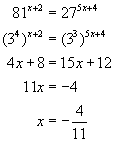 81^{x+2} = 27^{5x+4}
(3^4)^{x+2} = (3^3)^{5x+4}
4x + 8 = 15x + 12
11x = −4
x = −\frac{4}{11}